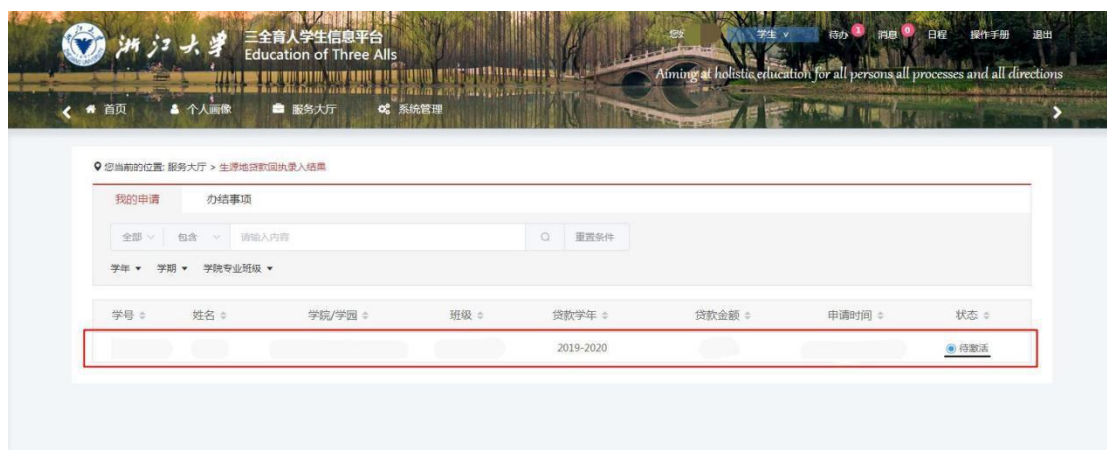 浙江大学
三全育人学生信息平台
Education of Three Alls
学生 待办 1 消息 0 日程 操作手册 退出
Aiming at holistic education for all persons all processes and all directions
首页 个人画像 服务大厅 系统管理
您当前的位置: 服务大厅 > 生源地贷款回执录入结果
我的申请 办结事项
全部 包含 请输入内容 重置条件
学年 学期 学院专业班级
学号 姓名 学院/学园 班级 贷款学年 贷款金额 申请时间 状态
2019-2020 待激活